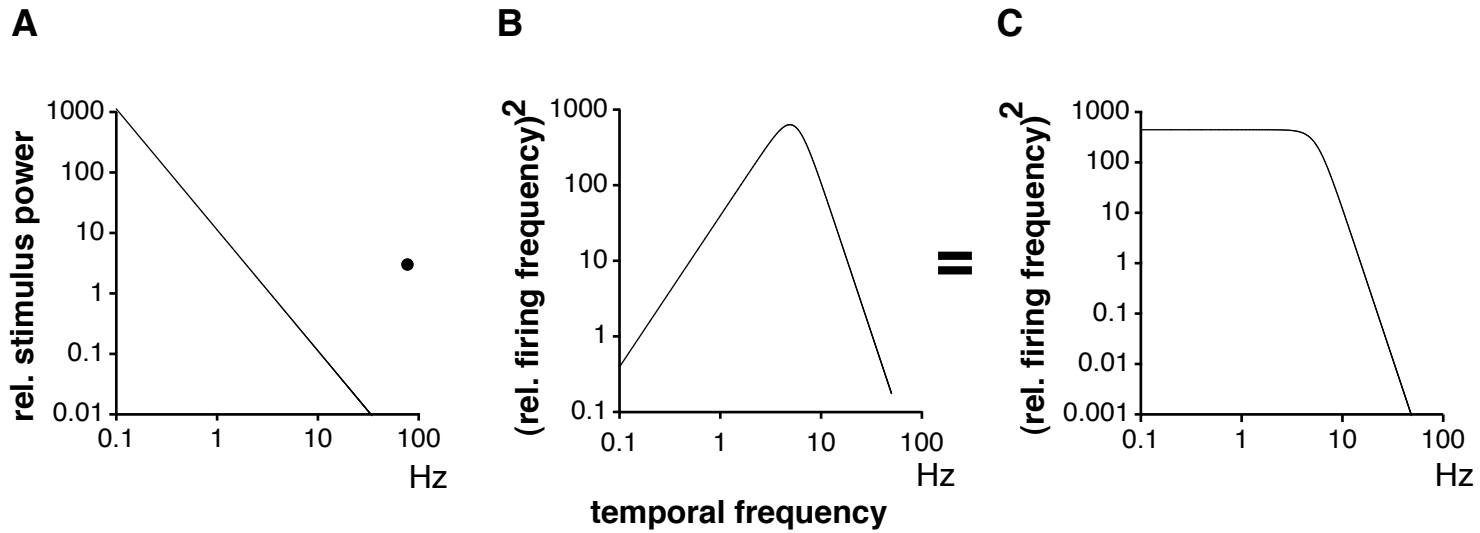 A
B
C
rel. stimulus power
1000
100
10
1
0.1
0.01
0.1 1 10 100
Hz
•
(rel. firing frequency)2
1000
100
10
1
0.1
0.1 1 10 100
Hz
=
(rel. firing frequency)2
1000
100
10
1
0.1
0.01
0.001
0.1 1 10 100
Hz
temporal frequency